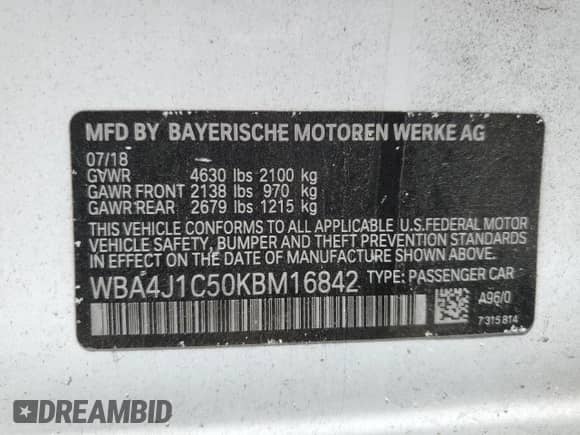 MFD BY BAYERISCHE MOTOREN WERKE AG
07/18
GVWR 4630 lbs 2100 kg
GAWR FRONT 2138 lbs 970 kg
GAWR REAR 2679 lbs 1215 kg
THIS VEHICLE CONFORMS TO ALL APPLICABLE U.S.FEDERAL MOTOR
VEHICLE SAFETY, BUMPER AND THEFT PREVENTION STANDARDS
IN EFFECT ON THE DATE OF MANUFACTURE SHOWN ABOVE.
WBA4J1C50KBM16842 TYPE: PASSENGER CAR
A96/0
7315814
DREAMBID